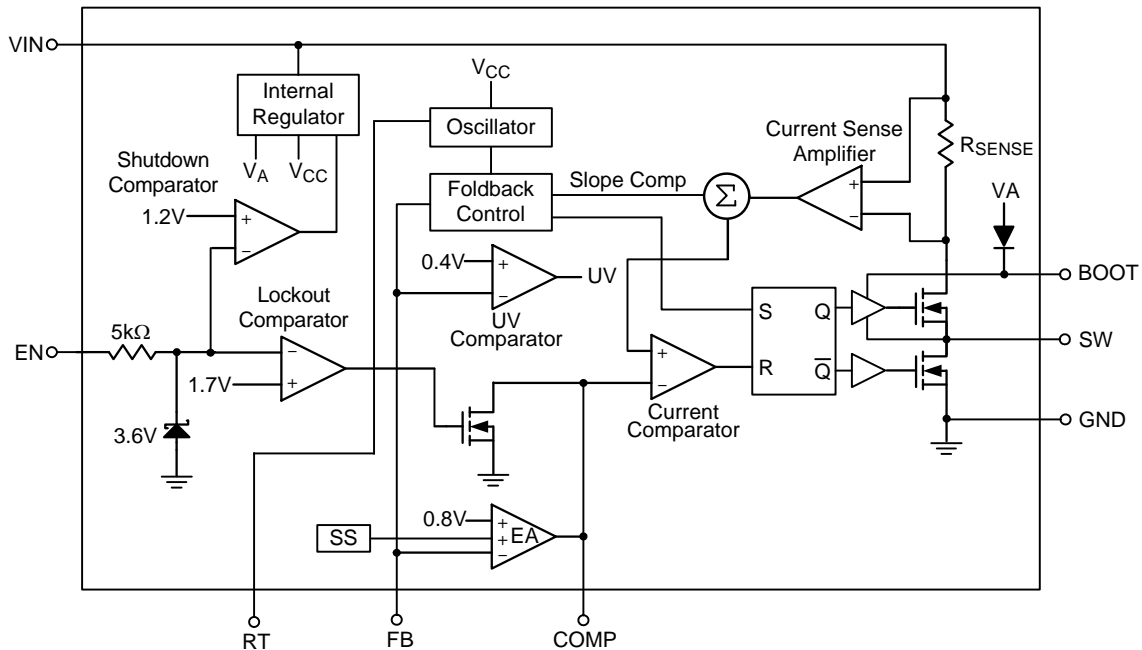 VIN
VCC
Internal
Regulator
Oscillator
Current Sense
Amplifier
RSENSE
Shutdown
Comparator
VA
VCC
Foldback
Control
Slope Comp
Σ
+
−
VA
1.2V
+
−
0.4V
+
−
UV
BOOT
Lockout
Comparator
UV
Comparator
S
Q
5kΩ
EN
−
+
1.7V
+
−
R
Q̅
SW
Current
Comparator
3.6V
GND
0.8V
+
+
−
EA
SS
RT
FB
COMP